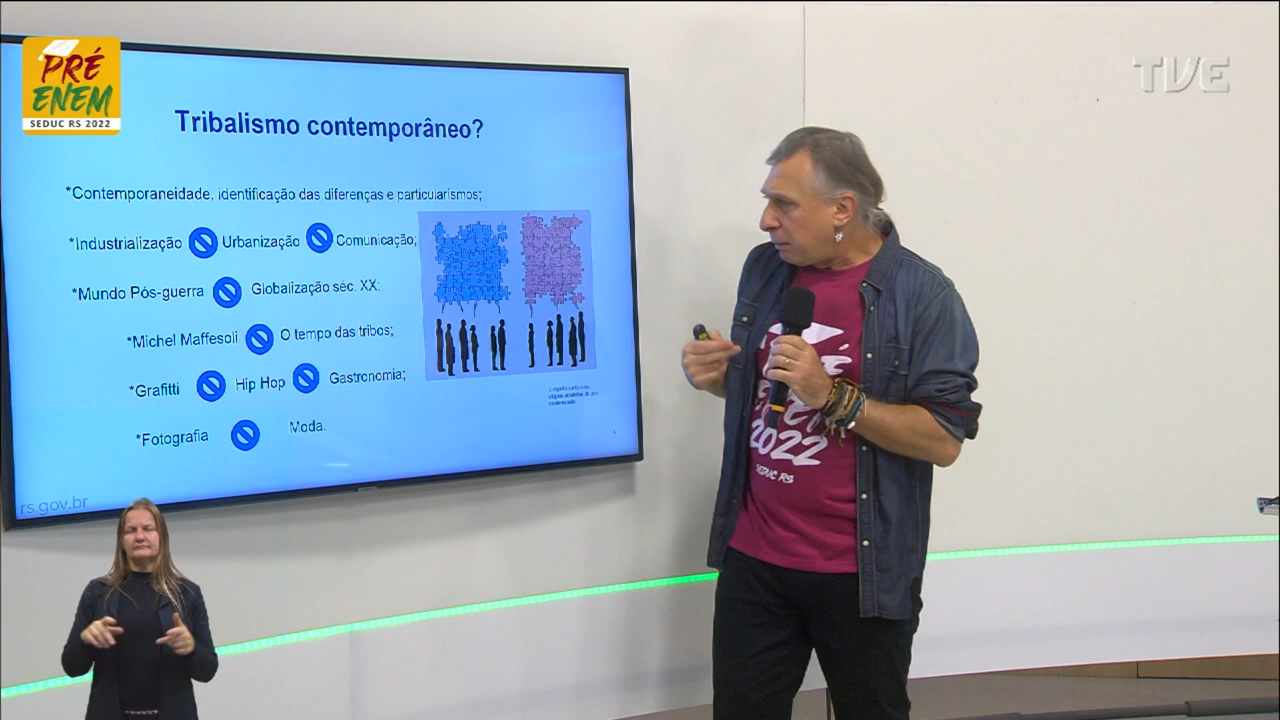 PRÉ
ENEM
SEDUC RS 2022
TVE
Tribalismo contemporâneo?
*Contemporaneidade, identificação das diferenças e particularismos;
*Industrialização Urbanização Comunicação;
*Mundo Pós-guerra Globalização séc. XX;
*Michel Maffesoli O tempo das tribos;
*Grafitti Hip Hop Gastronomia;
*Fotografia Moda.
rs.gov.br
2022
SEDUC RS